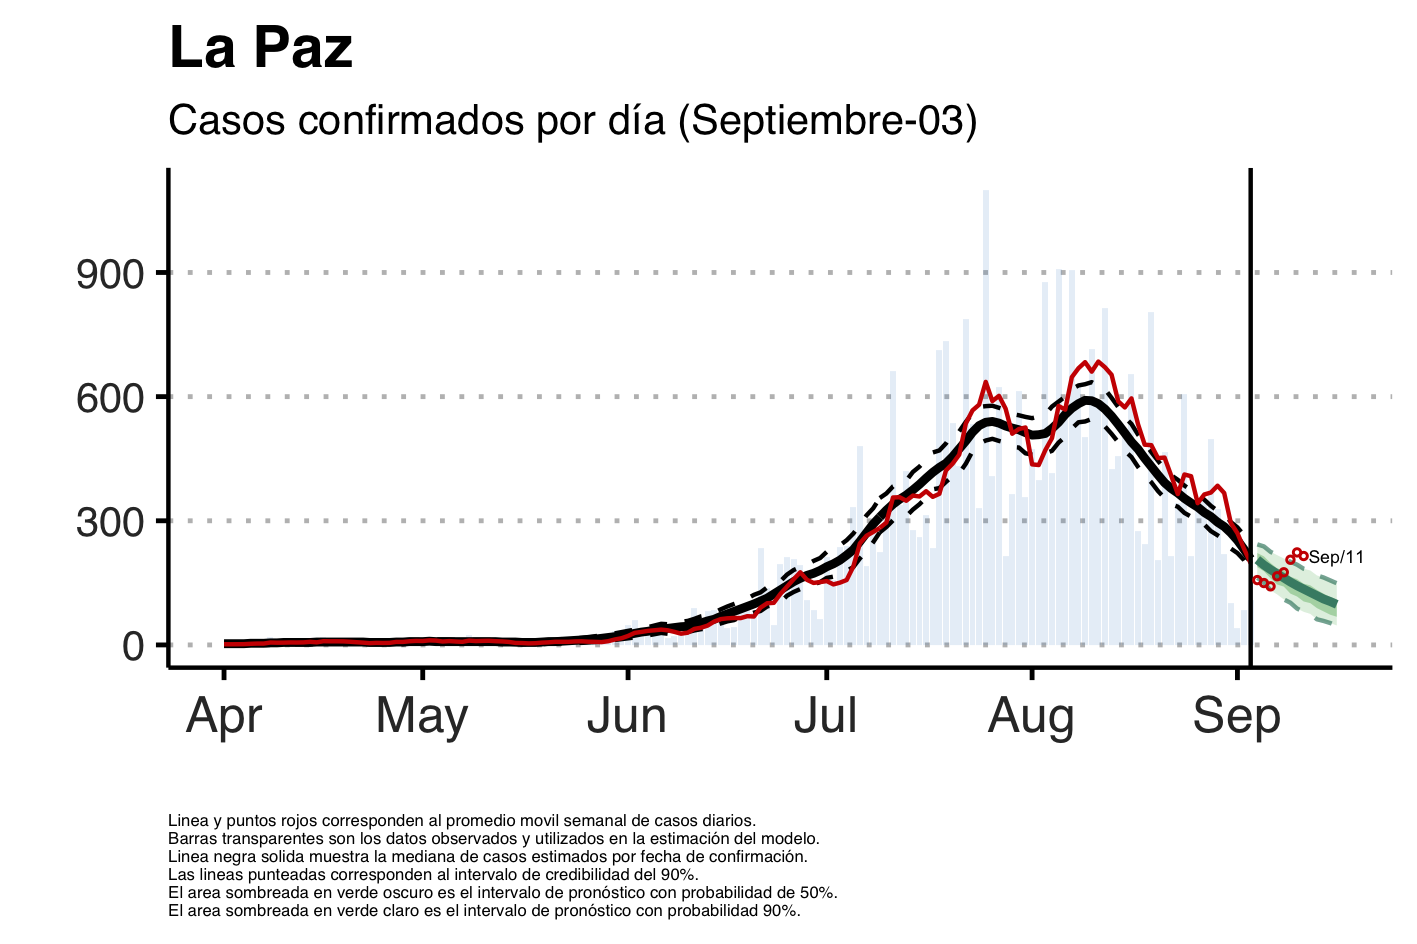 La Paz
Casos confirmados por día (Septiembre-03)
900
600
300
0
Sep/11
Apr May Jun Jul Aug Sep
Linea y puntos rojos corresponden al promedio movil semanal de casos diarios.
Barras transparentes son los datos observados y utilizados en la estimación del modelo.
Linea negra solida muestra la mediana de casos estimados por fecha de confirmación.
Las lineas punteadas corresponden al intervalo de credibilidad del 90%.
El area sombreada en verde oscuro es el intervalo de pronóstico con probabilidad de 50%.
El area sombreada en verde claro es el intervalo de pronóstico con probabilidad 90%.